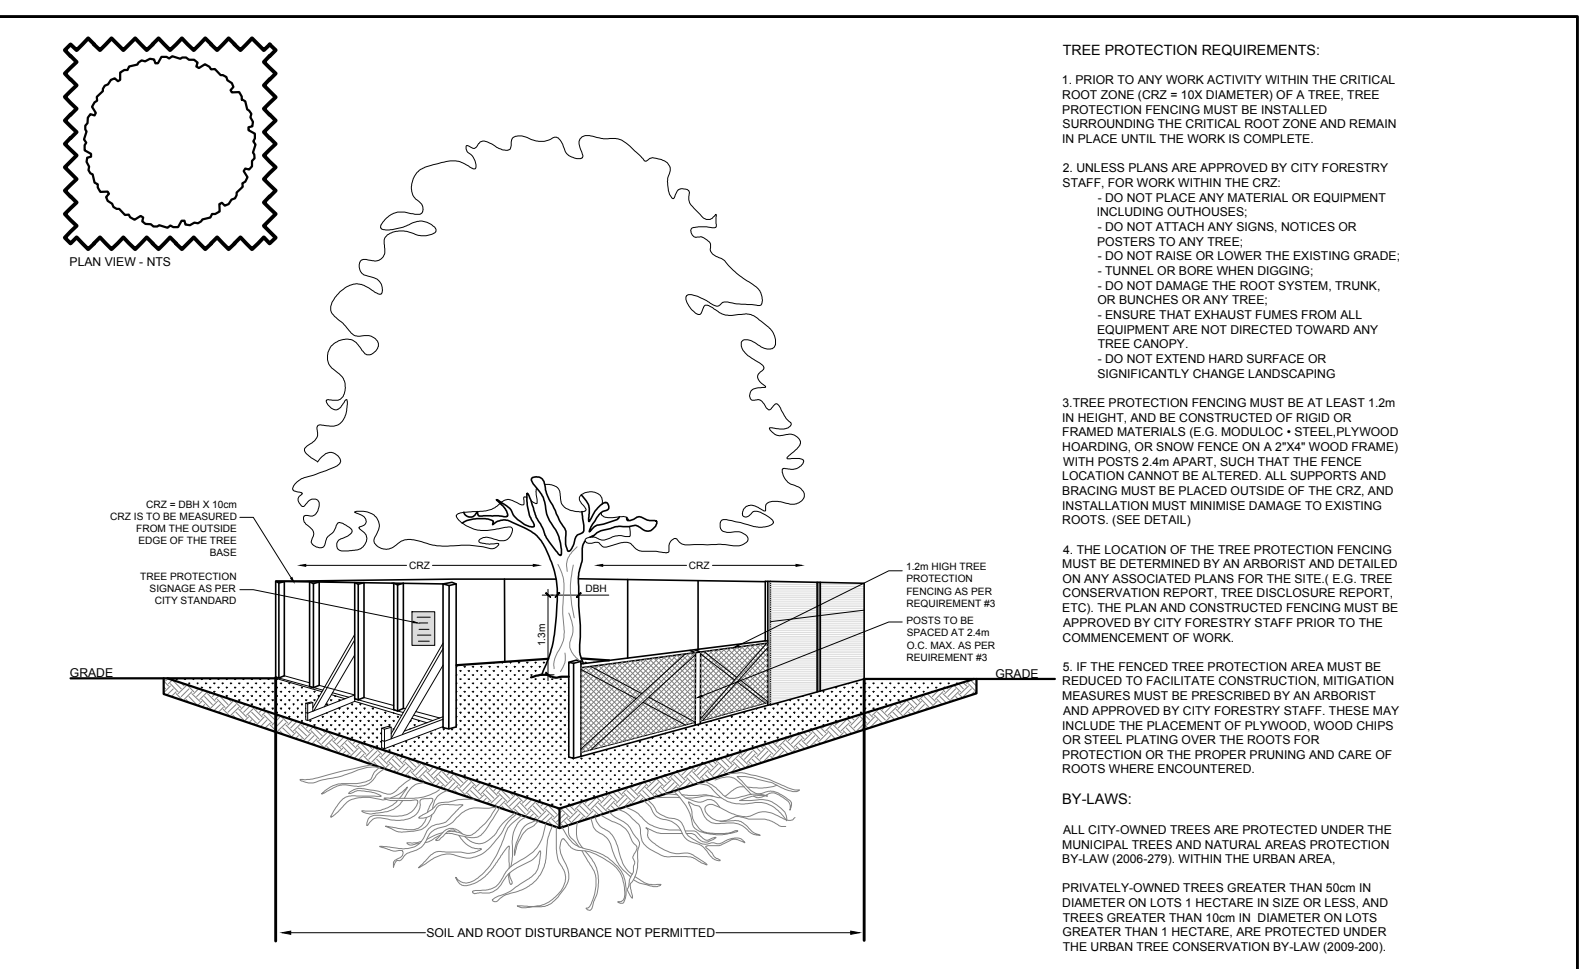 PLAN VIEW - NTS
CRZ = DBH X 10cm
CRZ IS TO BE MEASURED
FROM THE OUTSIDE
EDGE OF THE TREE
BASE
TREE PROTECTION
SIGNAGE AS PER
CITY STANDARD
CRZ
CRZ
DBH
1.3m
1.2m HIGH TREE
PROTECTION
FENCING AS PER
REQUIREMENT #3
POSTS TO BE
SPACED AT 2.4m
O.C. MAX. AS PER
REUIREMENT #3
GRADE
GRADE
SOIL AND ROOT DISTURBANCE NOT PERMITTED
TREE PROTECTION REQUIREMENTS:
1. PRIOR TO ANY WORK ACTIVITY WITHIN THE CRITICAL
ROOT ZONE (CRZ = 10X DIAMETER) OF A TREE, TREE
PROTECTION FENCING MUST BE INSTALLED
SURROUNDING THE CRITICAL ROOT ZONE AND REMAIN
IN PLACE UNTIL THE WORK IS COMPLETE.
2. UNLESS PLANS ARE APPROVED BY CITY FORESTRY
STAFF, FOR WORK WITHIN THE CRZ:
- DO NOT PLACE ANY MATERIAL OR EQUIPMENT
INCLUDING OUTHOUSES;
- DO NOT ATTACH ANY SIGNS, NOTICES OR
POSTERS TO ANY TREE;
- DO NOT RAISE OR LOWER THE EXISTING GRADE;
- TUNNEL OR BORE WHEN DIGGING;
- DO NOT DAMAGE THE ROOT SYSTEM, TRUNK,
OR BUNCHES OR ANY TREE;
- ENSURE THAT EXHAUST FUMES FROM ALL
EQUIPMENT ARE NOT DIRECTED TOWARD ANY
TREE CANOPY.
- DO NOT EXTEND HARD SURFACE OR
SIGNIFICANTLY CHANGE LANDSCAPING
3.TREE PROTECTION FENCING MUST BE AT LEAST 1.2m
IN HEIGHT, AND BE CONSTRUCTED OF RIGID OR
FRAMED MATERIALS (E.G. MODULOC • STEEL,PLYWOOD
HOARDING, OR SNOW FENCE ON A 2"X4" WOOD FRAME)
WITH POSTS 2.4m APART, SUCH THAT THE FENCE
LOCATION CANNOT BE ALTERED. ALL SUPPORTS AND
BRACING MUST BE PLACED OUTSIDE OF THE CRZ, AND
INSTALLATION MUST MINIMISE DAMAGE TO EXISTING
ROOTS. (SEE DETAIL)
4. THE LOCATION OF THE TREE PROTECTION FENCING
MUST BE DETERMINED BY AN ARBORIST AND DETAILED
ON ANY ASSOCIATED PLANS FOR THE SITE.( E.G. TREE
CONSERVATION REPORT, TREE DISCLOSURE REPORT,
ETC). THE PLAN AND CONSTRUCTED FENCING MUST BE
APPROVED BY CITY FORESTRY STAFF PRIOR TO THE
COMMENCEMENT OF WORK.
5. IF THE FENCED TREE PROTECTION AREA MUST BE
REDUCED TO FACILITATE CONSTRUCTION, MITIGATION
MEASURES MUST BE PRESCRIBED BY AN ARBORIST
AND APPROVED BY CITY FORESTRY STAFF. THESE MAY
INCLUDE THE PLACEMENT OF PLYWOOD, WOOD CHIPS
OR STEEL PLATING OVER THE ROOTS FOR
PROTECTION OR THE PROPER PRUNING AND CARE OF
ROOTS WHERE ENCOUNTERED.
BY-LAWS:
ALL CITY-OWNED TREES ARE PROTECTED UNDER THE
MUNICIPAL TREES AND NATURAL AREAS PROTECTION
BY-LAW (2006-279). WITHIN THE URBAN AREA,
PRIVATELY-OWNED TREES GREATER THAN 50cm IN
DIAMETER ON LOTS 1 HECTARE IN SIZE OR LESS, AND
TREES GREATER THAN 10cm IN DIAMETER ON LOTS
GREATER THAN 1 HECTARE, ARE PROTECTED UNDER
THE URBAN TREE CONSERVATION BY-LAW (2009-200).